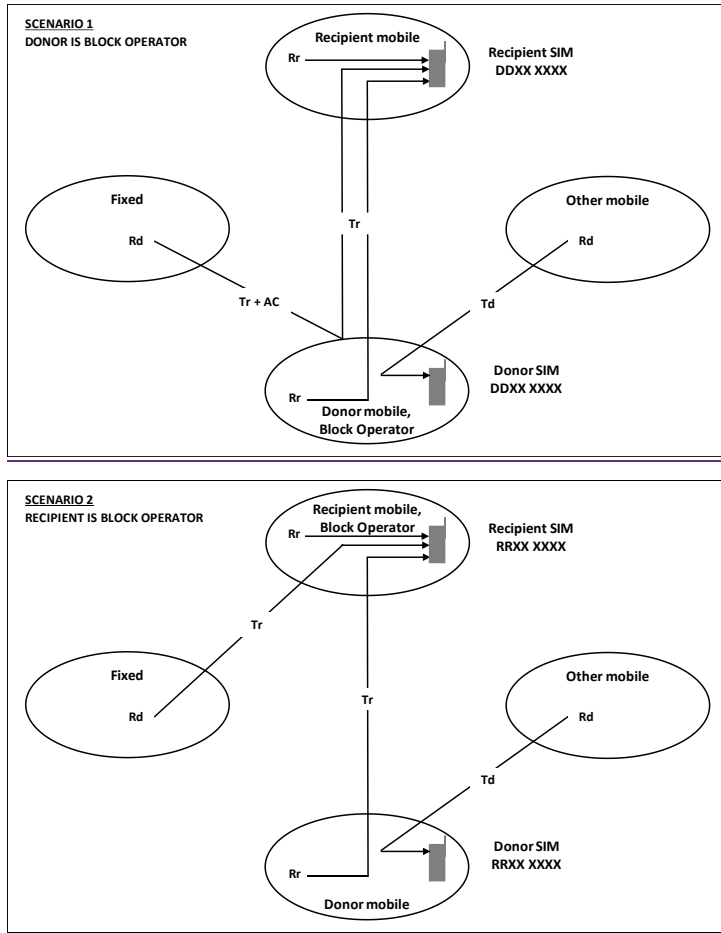 SCENARIO 1
DONOR IS BLOCK OPERATOR
Recipient mobile
Rr
Recipient SIM
DDXX XXXX
Fixed
Rd
Other mobile
Rd
Tr
Tr + AC
Td
Donor SIM
DDXX XXXX
Rr
Donor mobile,
Block Operator
SCENARIO 2
RECIPIENT IS BLOCK OPERATOR
Recipient mobile,
Block Operator
Rr
Recipient SIM
RRXX XXXX
Tr
Fixed
Rd
Other mobile
Rd
Tr
Td
Donor SIM
RRXX XXXX
Rr
Donor mobile